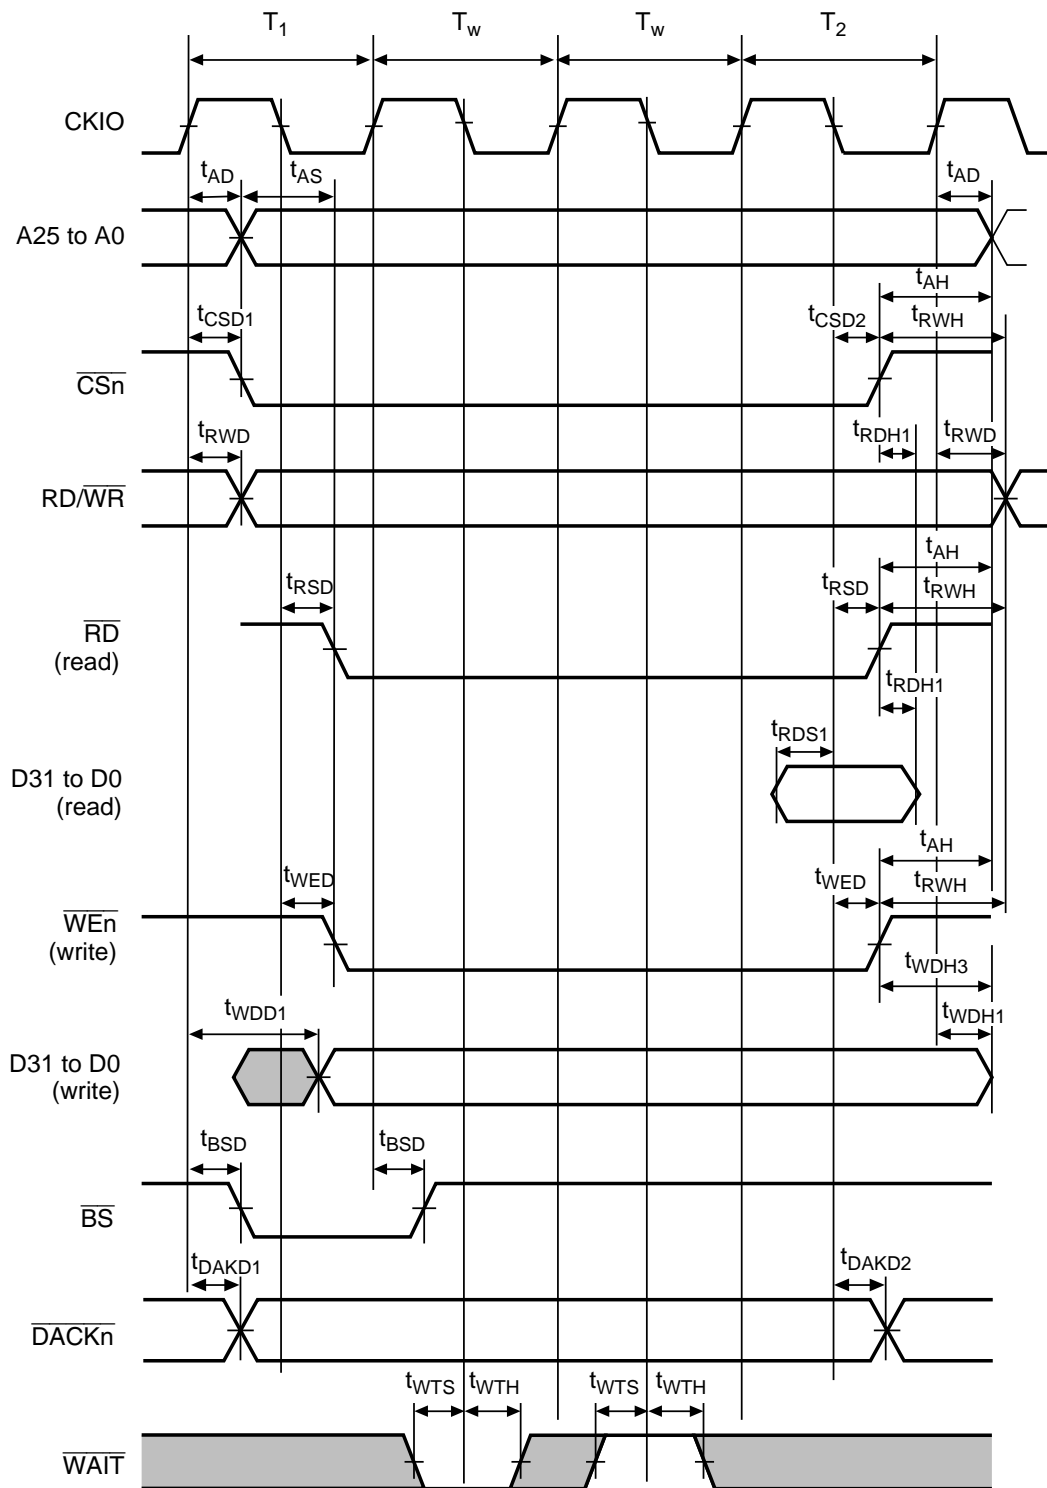 T1 Tw Tw T2
CKIO
tAD tAS tAD
A25 to A0
tAH
tCSD1 tCSD2 tRWH
CSn
tRWD tRDH1 tRWD
RD/WR
tAH
tRSD tRSD tRWH
RD
(read)
tRDH1
tRDS1
D31 to D0
(read)
tAH
tWED tWED tRWH
WEn
(write)
tWDH3
tWDD1 tWDH1
D31 to D0
(write)
tBSD tBSD
BS
tDAKD1 tDAKD2
DACKn
tWTS tWTH tWTS tWTH
WAIT